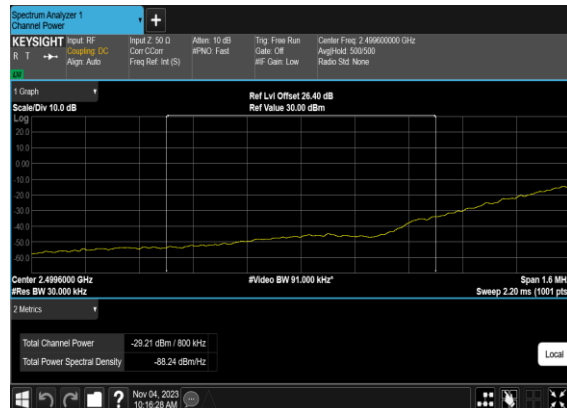 Spectrum Analyzer 1
Channel Power
KEYSIGHT Input: RF Input Z: 50 Ω Atten: 10 dB Trig: Free Run Center Freq: 2.499600000 GHz
R T Coupling: DC Corr CCorr #PNO: Fast Gate: Off Avg|Hold: 500/500
Align: Auto Freq Ref: Int (S) #IF Gain: Low Radio Std: None
1 Graph
Ref Lvl Offset 26.40 dB
Scale/Div 10.0 dB Ref Value 30.00 dBm
Log
20.0
10.0
0.00
-10.0
-20.0
-30.0
-40.0
-50.0
-60.0
Center 2.4996000 GHz #Video BW 91.000 kHz* Span 1.6 MH
#Res BW 30.000 kHz Sweep 2.20 ms (1001 pts
2 Metrics
Total Channel Power -29.21 dBm / 800 kHz
Total Power Spectral Density -88.24 dBm/Hz
Local
Nov 04, 2023
10:16:28 AM